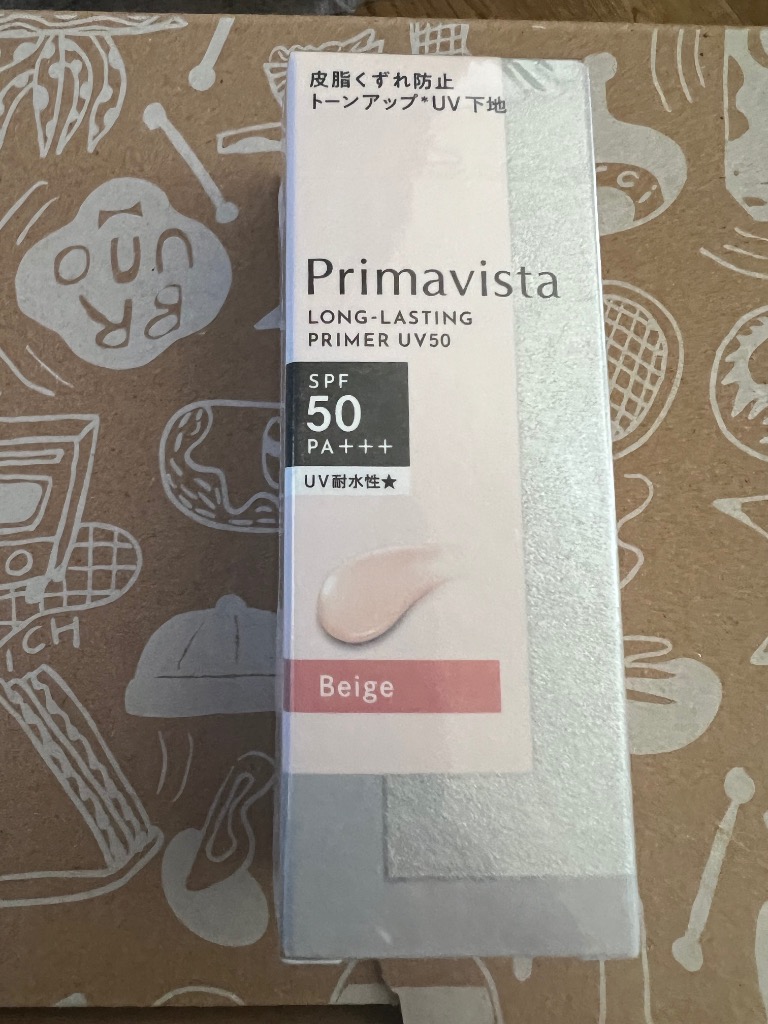 皮脂くずれ防止
トーンアップ*UV下地
Primavista
LONG-LASTING
PRIMER UV50
SPF
50
PA+++
UV耐水性★
Beige